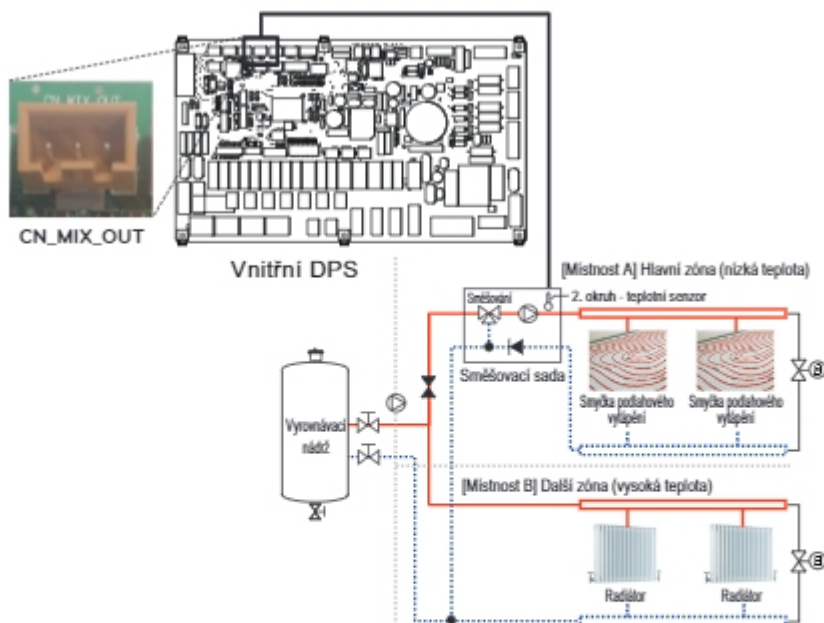 CN_MIX_OUT
CN_MIX_OUT
Vnitřní DPS
[Místnost A] Hlavní zóna (nízká teplota)
Směšování
2. okruh - teplotní senzor
Směšovací sada
Smyčka podlahového
vytápění
Smyčka podlahového
vytápění
Vyrovnávací
nádrž
[Místnost B] Další zóna (vysoká teplota)
Radiátor
Radiátor